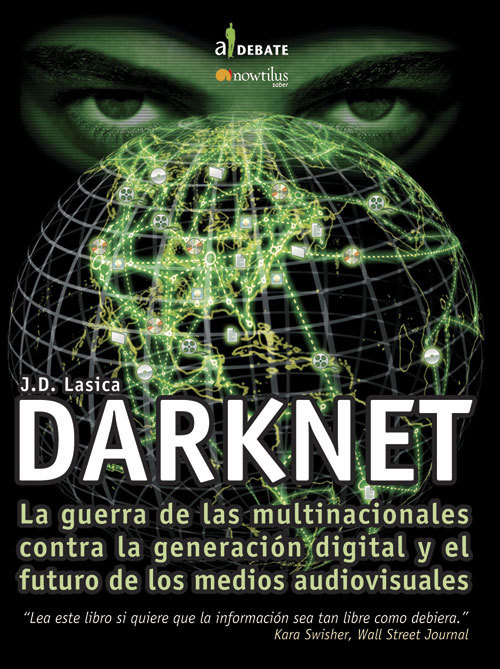 a DEBATE
nowtilus
saber
J.D. Lasica
DARKNET
La guerra de las multinacionales
contra la generación digital y el
futuro de los medios audiovisuales
“Lea este libro si quiere que la información sea tan libre como debiera.”
Kara Swisher, Wall Street Journal